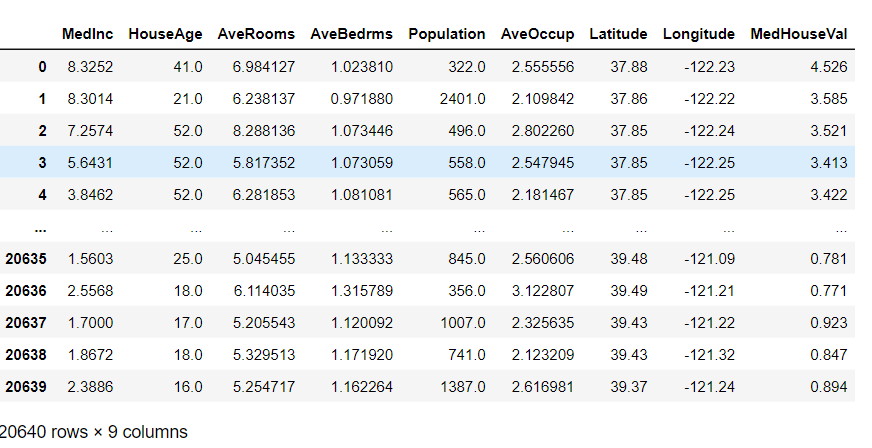 MedInc HouseAge AveRooms AveBedrms Population AveOccup Latitude Longitude MedHouseVal
0 8.3252 41.0 6.984127 1.023810 322.0 2.555556 37.88 -122.23 4.526
1 8.3014 21.0 6.238137 0.971880 2401.0 2.109842 37.86 -122.22 3.585
2 7.2574 52.0 8.288136 1.073446 496.0 2.802260 37.85 -122.24 3.521
3 5.6431 52.0 5.817352 1.073059 558.0 2.547945 37.85 -122.25 3.413
4 3.8462 52.0 6.281853 1.081081 565.0 2.181467 37.85 -122.25 3.422
... ... ... ... ... ... ... ... ... ...
20635 1.5603 25.0 5.045455 1.133333 845.0 2.560606 39.48 -121.09 0.781
20636 2.5568 18.0 6.114035 1.315789 356.0 3.122807 39.49 -121.21 0.771
20637 1.7000 17.0 5.205543 1.120092 1007.0 2.325635 39.43 -121.22 0.923
20638 1.8672 18.0 5.329513 1.171920 741.0 2.123209 39.43 -121.32 0.847
20639 2.3886 16.0 5.254717 1.162264 1387.0 2.616981 39.37 -121.24 0.894
20640 rows × 9 columns